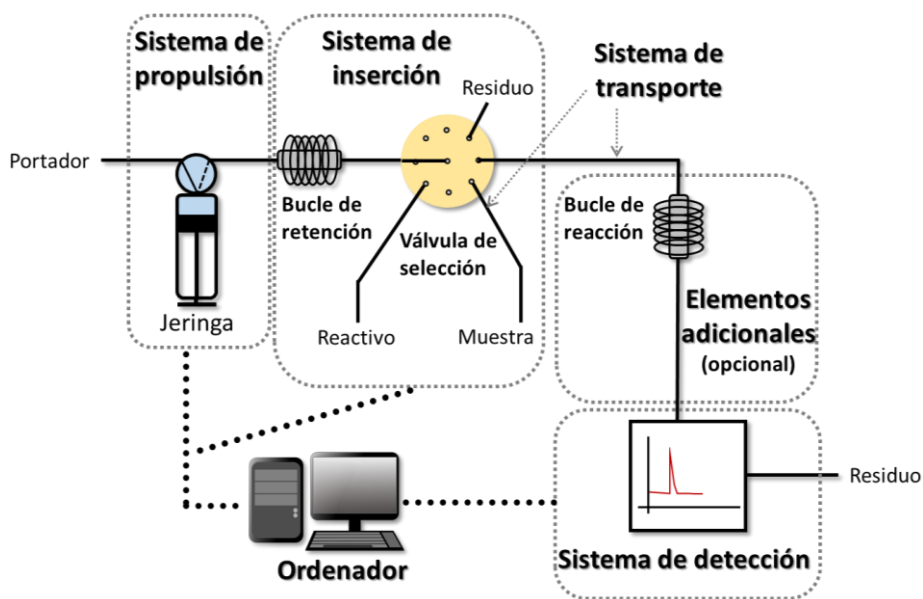 Sistema de
propulsión
Sistema de
inserción
Sistema de
transporte
Residuo
Portador
Bucle de
retención
Válvula de
selección
Bucle de
reacción
Jeringa
Reactivo
Muestra
Elementos
adicionales
(opcional)
Residuo
Ordenador
Sistema de detección